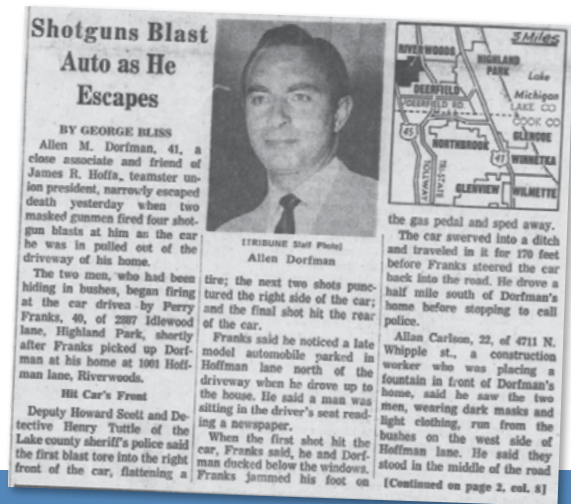 Shotguns Blast
Auto as He
Escapes
BY GEORGE BLISS
Allen M. Dorfman, 41, a
close associate and friend of
James R. Hoffa, teamster un-
ion president, narrowly escaped
death yesterday when two
masked gunmen fired four shot-
gun blasts at him as the car
he was in pulled out of the
driveway of his home.
The two men, who had been
hiding in bushes, began firing
at the car driven by Perry
Franks, 40, of 2887 Idlewood
lane, Highland Park, shortly
after Franks picked up Dorf-
man at his home at 1001 Hoff-
man lane, Riverwoods.
Hit Car's Front
Deputy Howard Scott and De-
tective Henry Tuttle of the
Lake county sheriff's police said
the first blast tore into the right
front of the car, flattening a
[TRIBUNE Staff Photo]
Allen Dorfman
tire; the next two shots punc-
tured the right side of the car;
and the final shot hit the rear
of the car.
Franks said he noticed a late
model automobile parked in
Hoffman lane north of the
driveway when he drove up to
the house. He said a man was
sitting in the driver's seat read-
ing a newspaper.
When the first shot hit the
car, Franks said, he and Dorf-
man ducked below the windows.
Franks jammed his foot on
3 Miles
RIVERWOODS
HIGHLAND
PARK
Lake
Michigan
DEERFIELD
DEERFIELD RD.
LAKE CO
COOK CO
45
NORTHBROOK
41
GLENCOE
WINNETKA
TRI-STATE
TOLLWAY
GLENVIEW
WILMETTE
the gas pedal and sped away.
The car swerved into a ditch
and traveled in it for 170 feet
before Franks steered the car
back into the road. He drove a
half mile south of Dorfman's
home before stopping to call
police.
Allan Carlson, 22, of 4711 N.
Whipple st., a construction
worker who was placing a
fountain in front of Dorfman's
home, said he saw the two
men, wearing dark masks and
light clothing, run from the
bushes on the west side of
Hoffman lane. He said they
stood in the middle of the road
[Continued on page 2, col. 8]